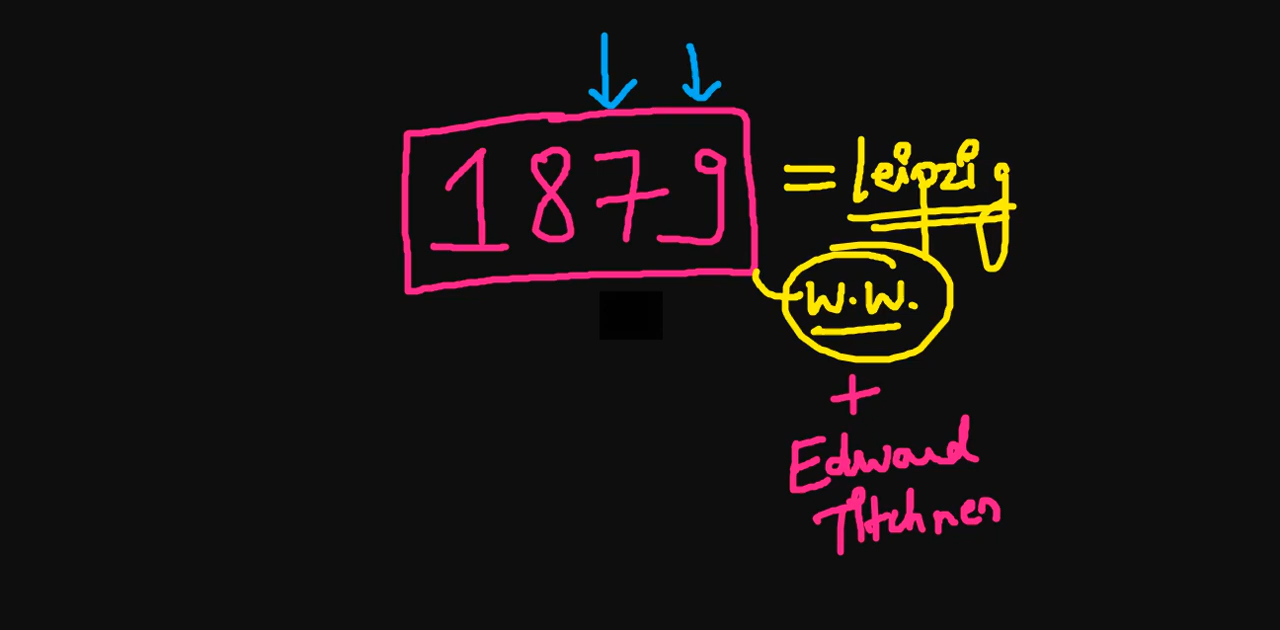 1879 = Leipzig
W.W.
+
Edward
Titchner